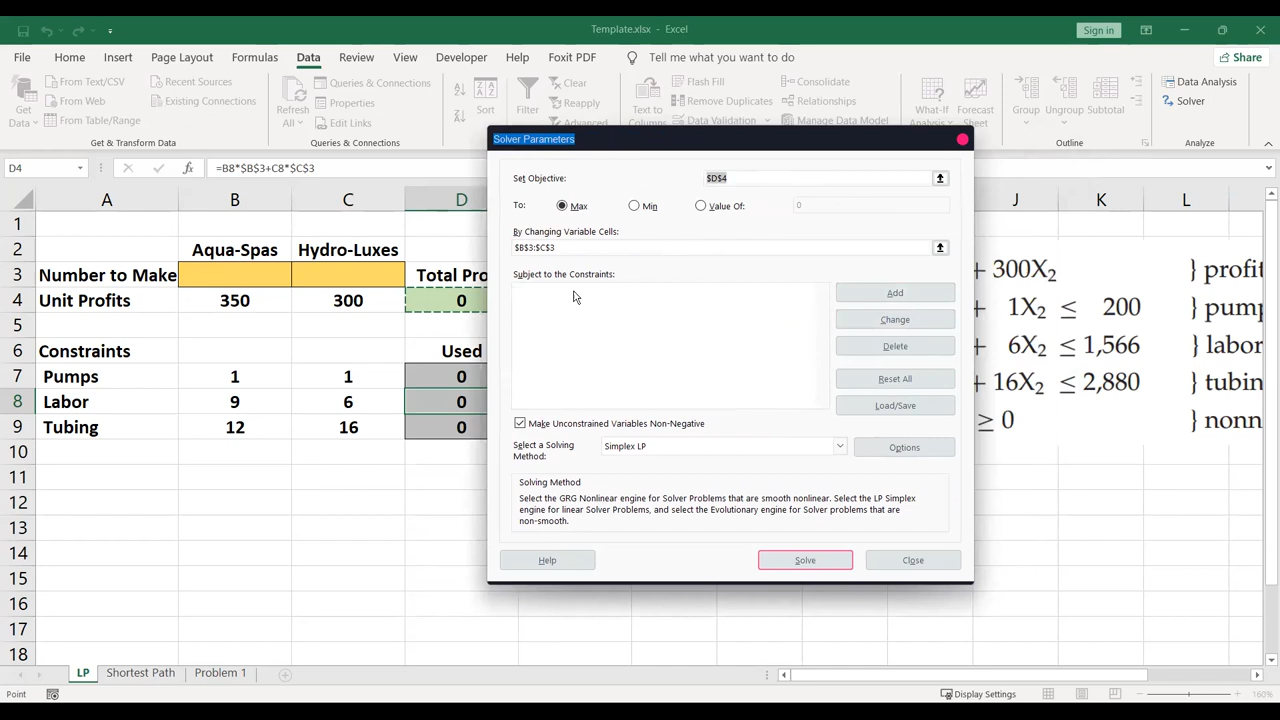 Template.xlsx - Excel
Sign in
File Home Insert Page Layout Formulas Data Review View Developer Help Foxit PDF Tell me what you want to do Share
Get Data
From Text/CSV
From Web
From Table/Range
Recent Sources
Existing Connections
Get & Transform Data
Refresh All
Queries & Connections
Properties
Edit Links
Queries & Connections
Sort
Filter
Clear
Reapply
Advanced
Text to
Flash Fill
Remove Duplicates
Data Validation
Consolidate
Relationships
Manage Data Model
What-If Analysis
Forecast Sheet
Group
Ungroup
Subtotal
Outline
Data Analysis
Solver
Analyze
D4 fx =B8*$B$3+C8*$C$3
A B C D J K L
1
2 Aqua-Spas Hydro-Luxes
3 Number to Make Total Pro
4 Unit Profits 350 300 0
5
6 Constraints Used
7 Pumps 1 1 0
8 Labor 9 6 0
9 Tubing 12 16 0
10
11
12
13
14
15
16
17
18
+ 300X2 } profit
+ 1X2 ≤ 200 } pump
+ 6X2 ≤ 1,566 } labor
+ 16X2 ≤ 2,880 } tubin
≥ 0 } nonn
Solver Parameters
Set Objective: $D$4
To: Max Min Value Of: 0
By Changing Variable Cells:
$B$3:$C$3
Subject to the Constraints:
Add
Change
Delete
Reset All
Load/Save
Make Unconstrained Variables Non-Negative
Select a Solving Method: Simplex LP Options
Solving Method
Select the GRG Nonlinear engine for Solver Problems that are smooth nonlinear. Select the LP Simplex
engine for linear Solver Problems, and select the Evolutionary engine for Solver problems that are
non-smooth.
Help Solve Close
LP Shortest Path Problem 1
Point Display Settings 160%